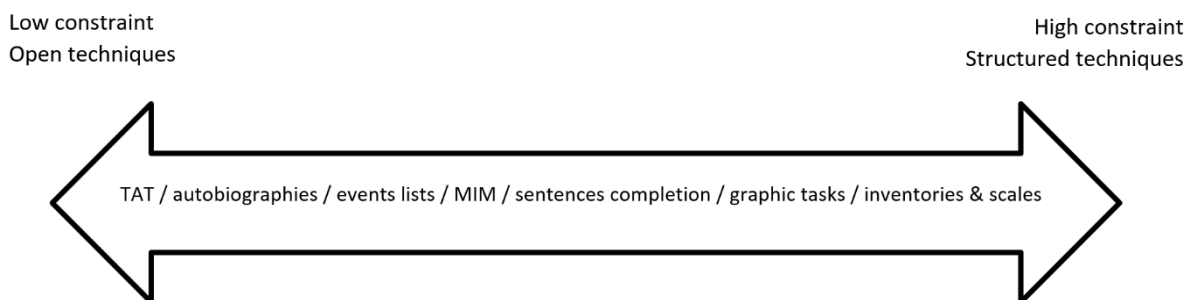 Low constraint
Open techniques
High constraint
Structured techniques
TAT / autobiographies / events lists / MIM / sentences completion / graphic tasks / inventories & scales